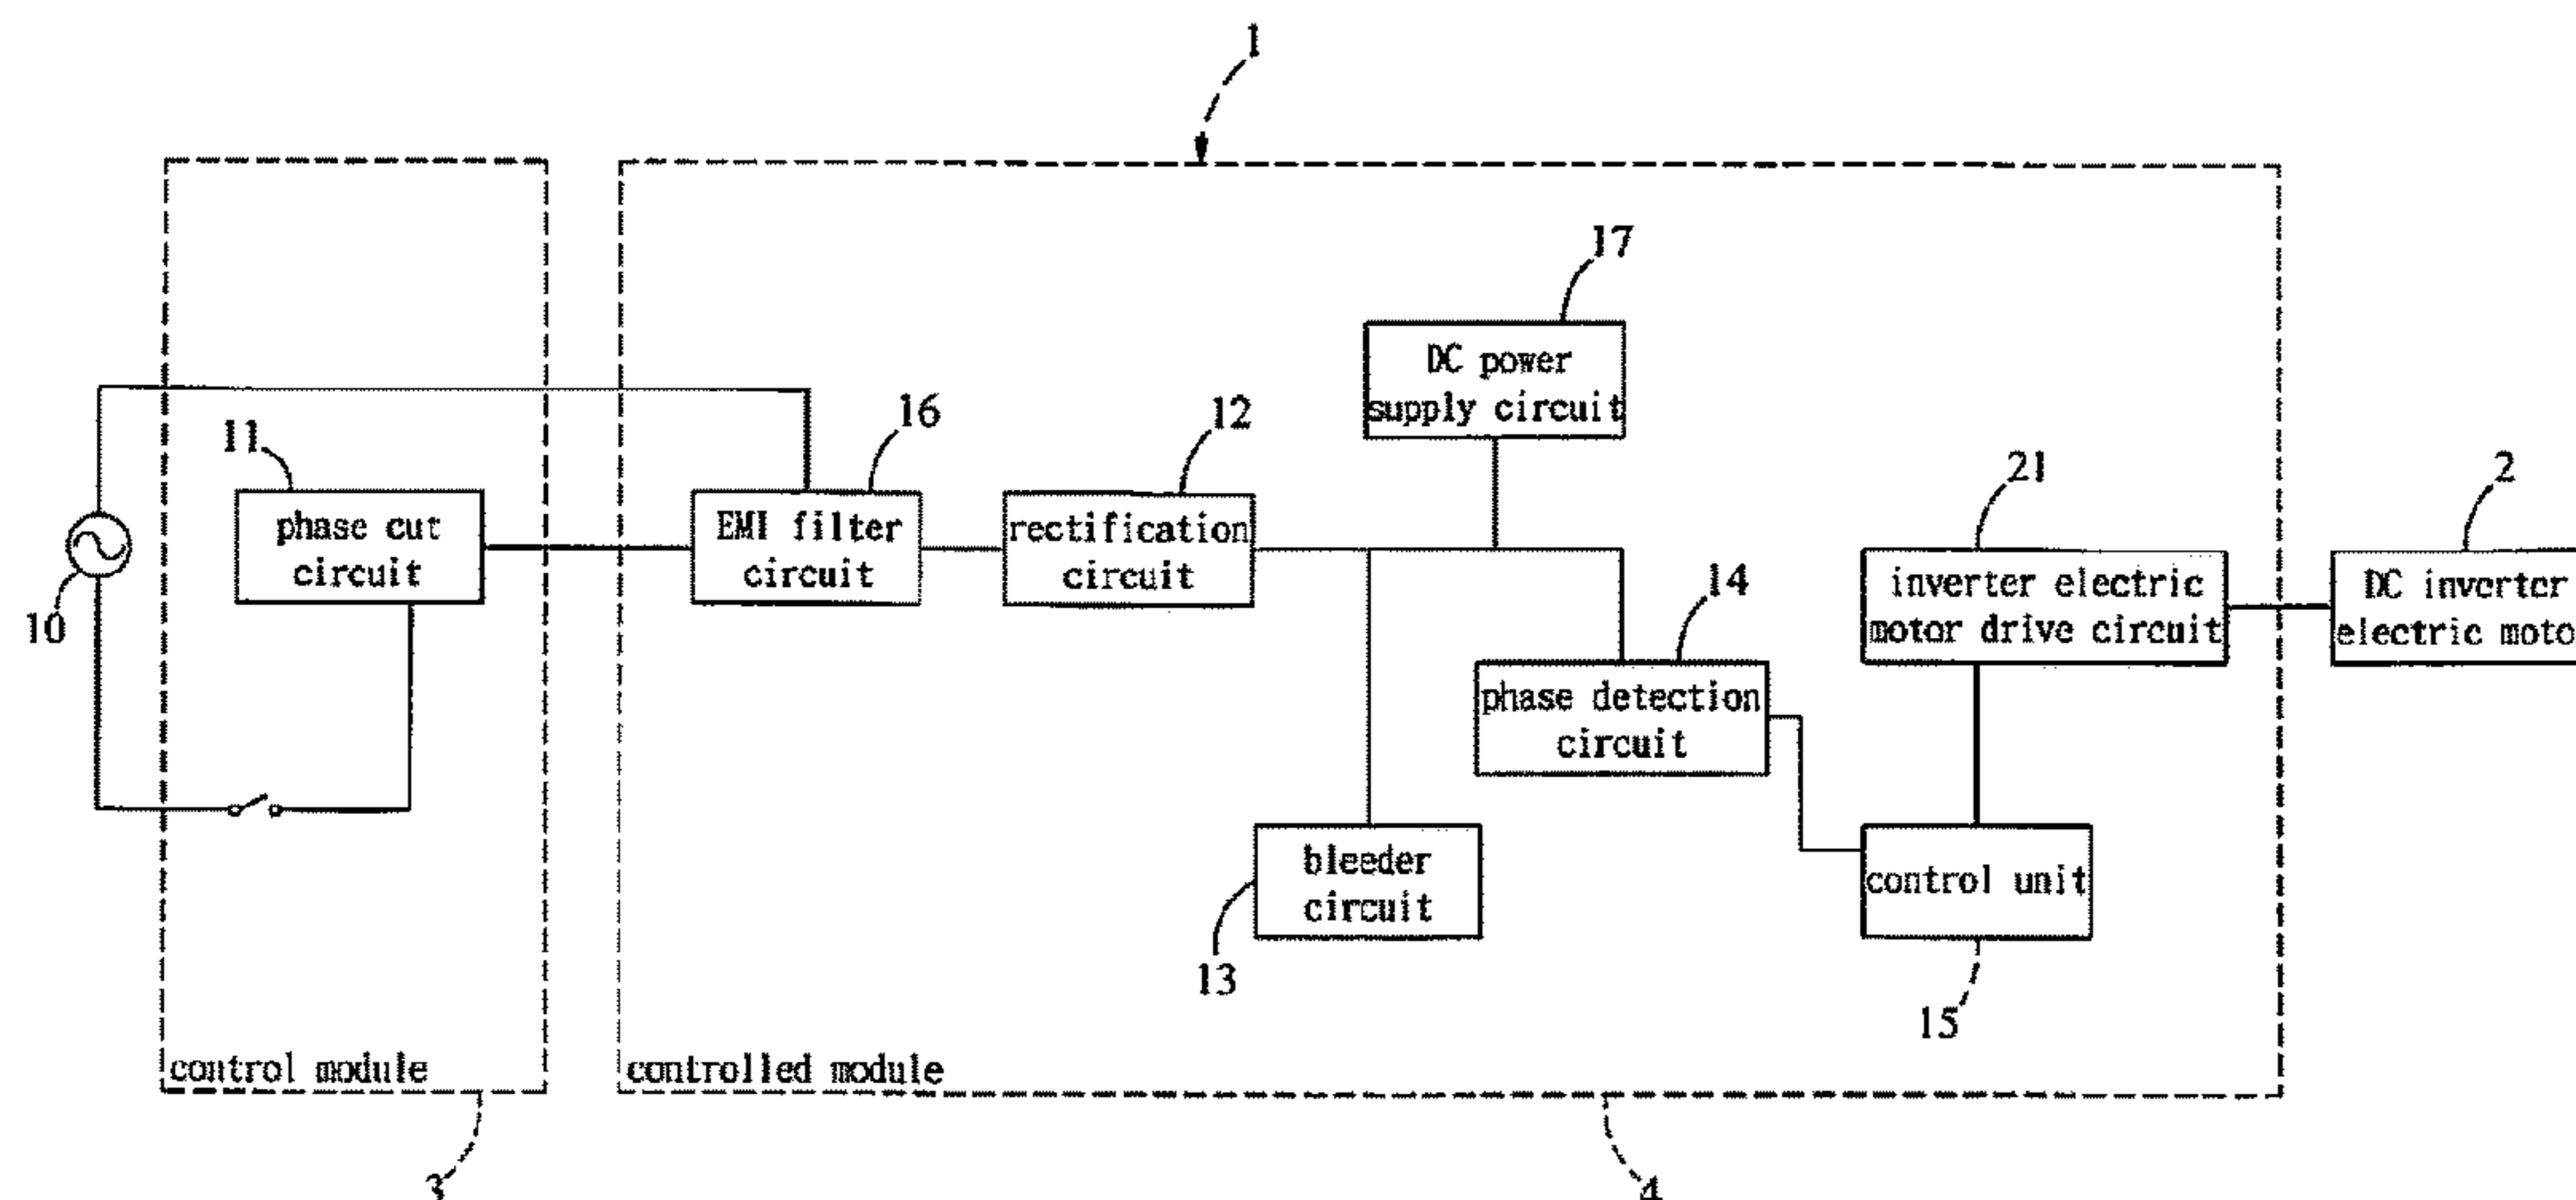 1
17
DC power
supply circuit
11
16
12
21
2
phase cut
circuit
EMI filter
circuit
rectification
circuit
10
14
inverter electric
motor drive circuit
DC inverter
electric moto
phase detection
circuit
bleeder
circuit
control unit
13
15
control module
controlled module
3
4